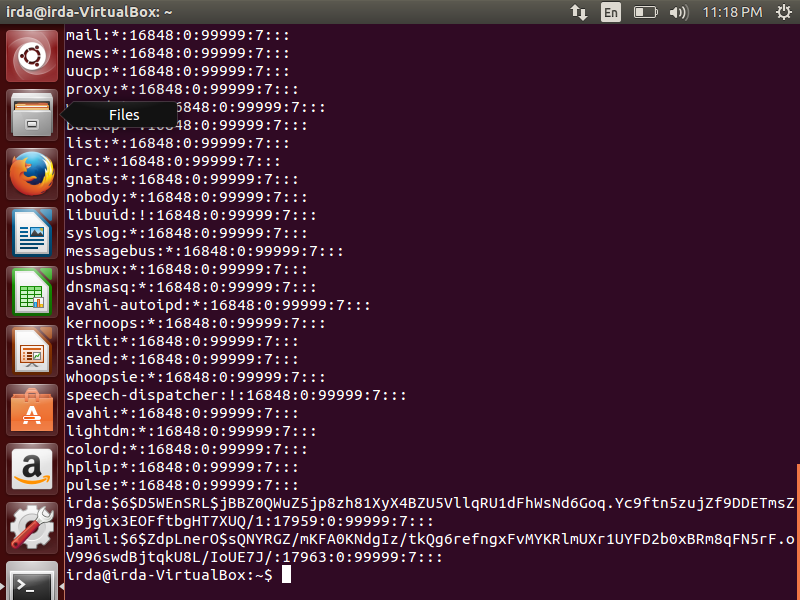 irda@irda-VirtualBox: ~
En
11:18 PM
mail:*:16848:0:99999:7:::
news:*:16848:0:99999:7:::
uucp:*:16848:0:99999:7:::
proxy:*:16848:0:99999:7:::
Files
16848:0:99999:7:::
16848:0:99999:7:::
list:*:16848:0:99999:7:::
irc:*:16848:0:99999:7:::
gnats:*:16848:0:99999:7:::
nobody:*:16848:0:99999:7:::
libuuid:!:16848:0:99999:7:::
syslog:*:16848:0:99999:7:::
messagebus:*:16848:0:99999:7:::
usbmux:*:16848:0:99999:7:::
dnsmasq:*:16848:0:99999:7:::
avahi-autoipd:*:16848:0:99999:7:::
kernoops:*:16848:0:99999:7:::
rtkit:*:16848:0:99999:7:::
saned:*:16848:0:99999:7:::
whoopsie:*:16848:0:99999:7:::
speech-dispatcher:!:16848:0:99999:7:::
avahi:*:16848:0:99999:7:::
lightdm:*:16848:0:99999:7:::
colord:*:16848:0:99999:7:::
hplip:*:16848:0:99999:7:::
pulse:*:16848:0:99999:7:::
irda:$6$D5WEnSRL$jBBZ0QWuZ5jp8zh81XyX4BZU5VllqRU1dFhWsNd6Goq.Yc9ftn5zujZf9DDETmsZ
m9jgix3EOFftbgHT7XUQ/1:17959:0:99999:7:::
jamil:$6$ZdpLnerO$sQNYRGZ/mKFA0KNdgIz/tkQg6refngxFvMYKRlmUXr1UYFD2b0xBRm8qFN5rF.o
V996swdBjtqkU8L/IoUE7J/:17963:0:99999:7:::
irda@irda-VirtualBox:~$